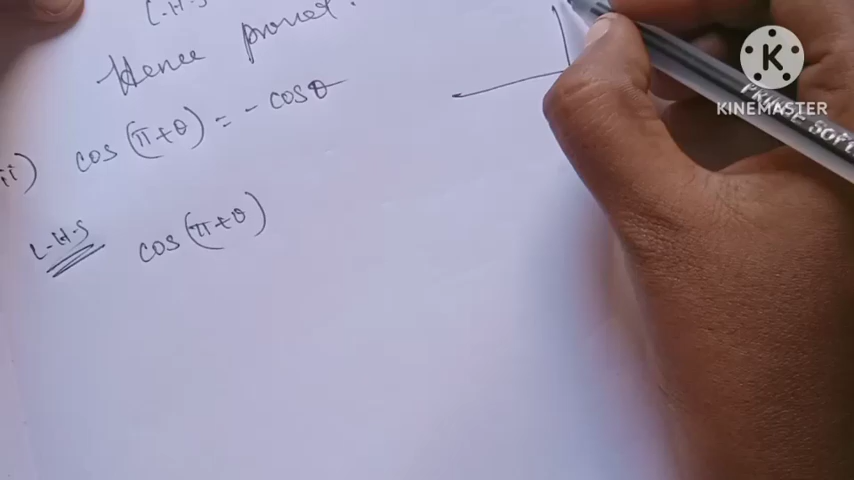 L.H.S
Hence proved.
ii) cos(π+θ) = - cosθ
L.H.S cos(π+θ)
K
KINEMASTER